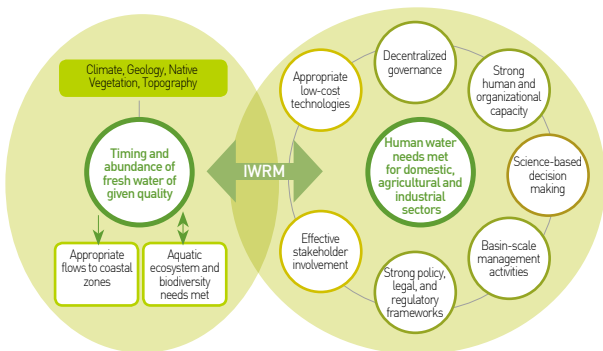 Climate, Geology, Native
Vegetation, Topography
Timing and
abundance of
fresh water of
given quality
Appropriate
flows to coastal
zones
Aquatic
ecosystem and
biodiversity
needs met
IWRM
Human water
needs met
for domestic,
agricultural and
industrial
sectors
Decentralized
governance
Strong
human and
organizational
capacity
Science-based
decision
making
Basin-scale
management
activities
Strong policy,
legal, and
regulatory
frameworks
Effective
stakeholder
involvement
Appropriate
low-cost
technologies